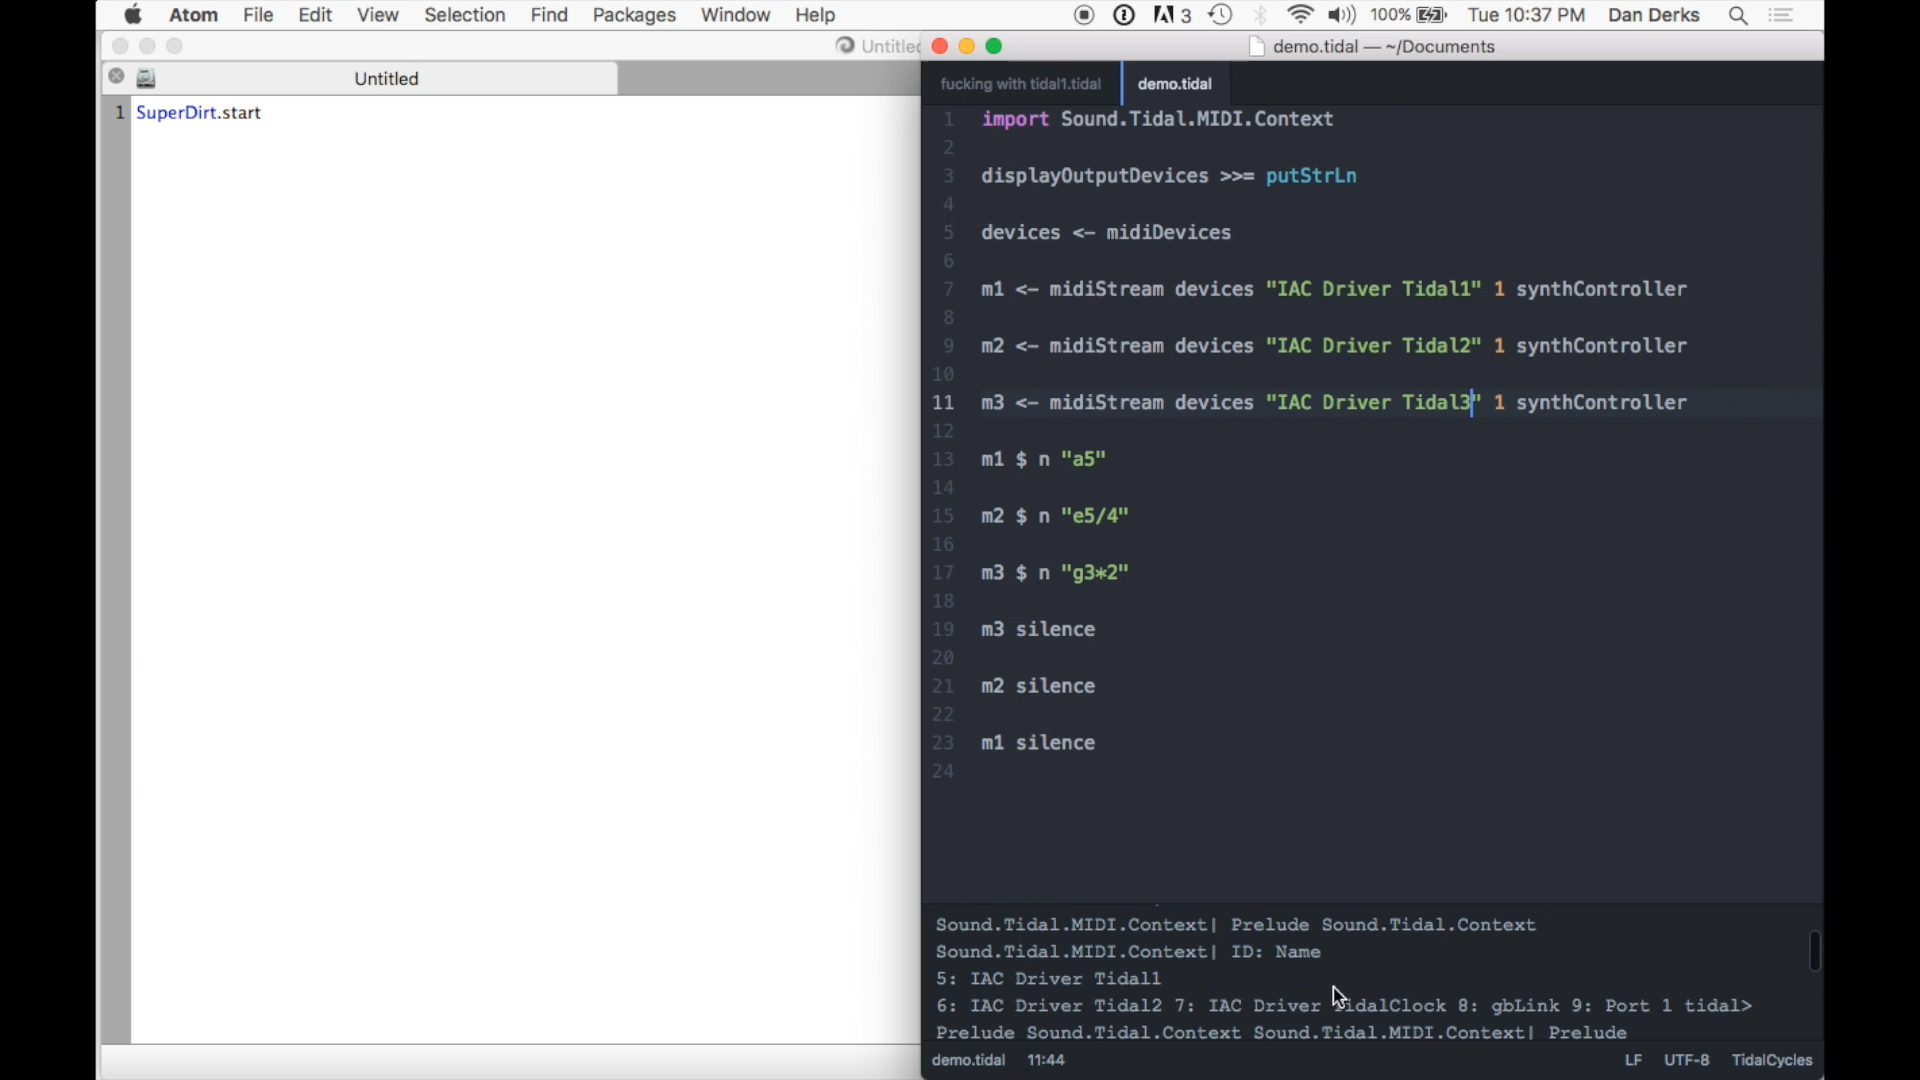 Atom File Edit View Selection Find Packages Window Help 3 100% Tue 10:37 PM Dan Derks
Untitled
Untitled
1 SuperDirt.start
demo.tidal — ~/Documents
fucking with tidal1.tidal demo.tidal
1 import Sound.Tidal.MIDI.Context
2
3 displayOutputDevices >>= putStrLn
4
5 devices <- midiDevices
6
7 m1 <- midiStream devices "IAC Driver Tidal1" 1 synthController
8
9 m2 <- midiStream devices "IAC Driver Tidal2" 1 synthController
10
11 m3 <- midiStream devices "IAC Driver Tidal3" 1 synthController
12
13 m1 $ n "a5"
14
15 m2 $ n "e5/4"
16
17 m3 $ n "g3*2"
18
19 m3 silence
20
21 m2 silence
22
23 m1 silence
24
Sound.Tidal.MIDI.Context| Prelude Sound.Tidal.Context
Sound.Tidal.MIDI.Context| ID: Name
5: IAC Driver Tidal1
6: IAC Driver Tidal2 7: IAC Driver TidalClock 8: gbLink 9: Port 1 tidal>
Prelude Sound.Tidal.Context Sound.Tidal.MIDI.Context| Prelude
demo.tidal 11:44 LF UTF-8 TidalCycles